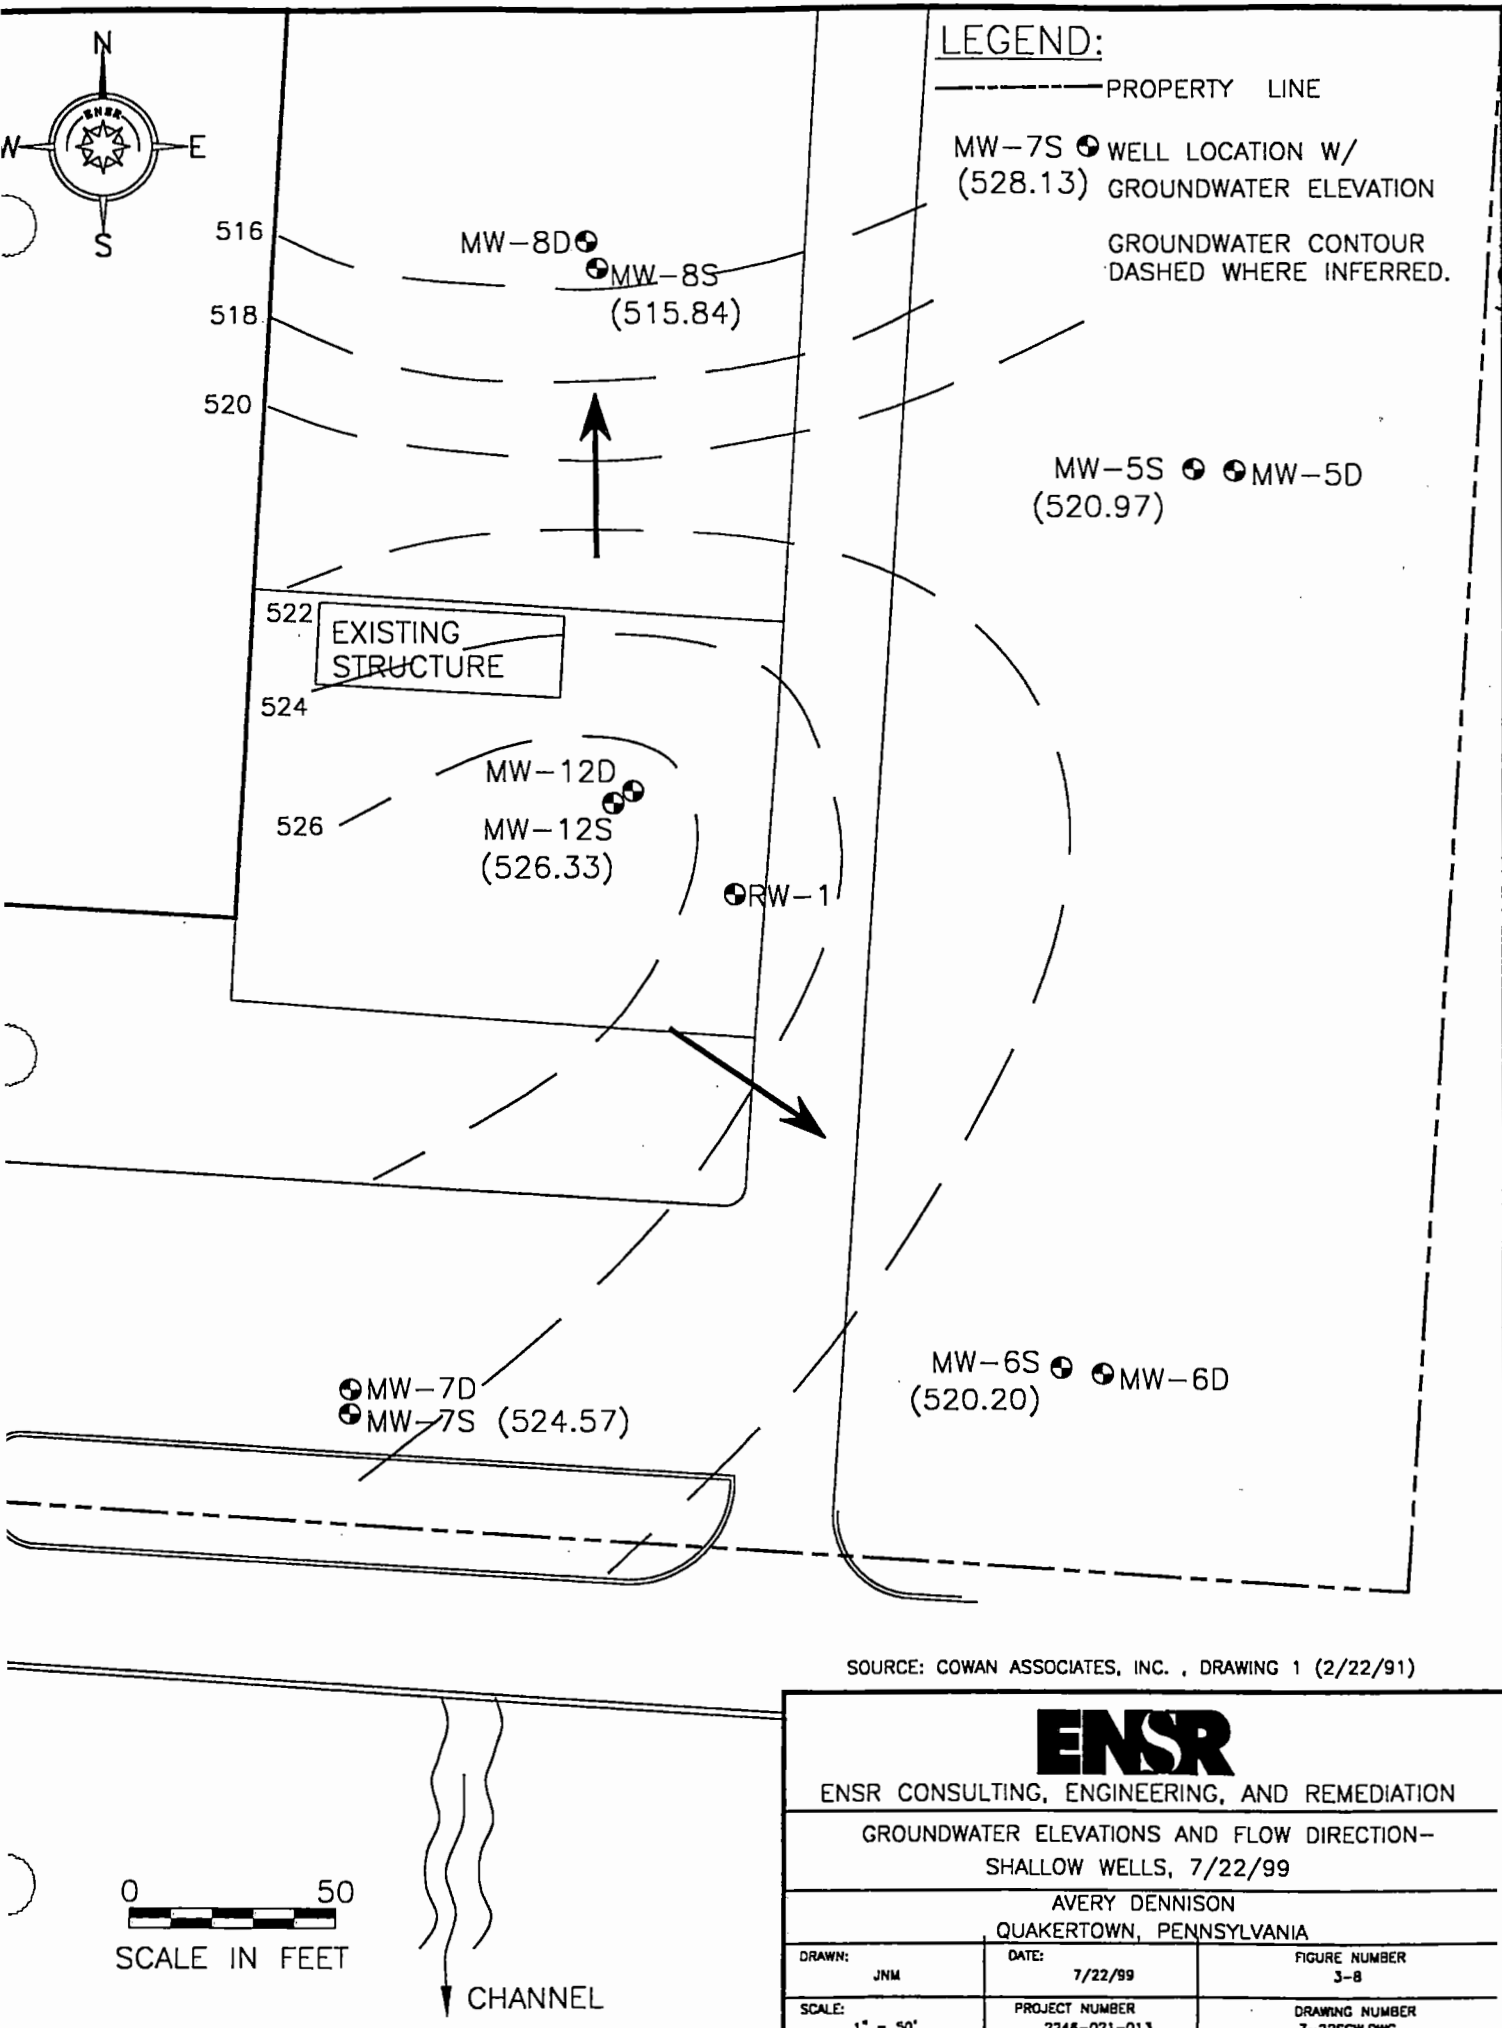 N
W
E
S
ENSR
LEGEND:
PROPERTY LINE
MW-7S
(528.13)
WELL LOCATION W/
GROUNDWATER ELEVATION
GROUNDWATER CONTOUR
DASHED WHERE INFERRED.
516
MW-8D
MW-8S
(515.84)
518
520
MW-5S
MW-5D
(520.97)
522
EXISTING
STRUCTURE
524
MW-12D
526
MW-12S
(526.33)
RW-1
MW-6S
MW-6D
(520.20)
MW-7D
MW-7S (524.57)
SOURCE: COWAN ASSOCIATES, INC. , DRAWING 1 (2/22/91)
ENSR
ENSR CONSULTING, ENGINEERING, AND REMEDIATION
GROUNDWATER ELEVATIONS AND FLOW DIRECTION-
SHALLOW WELLS, 7/22/99
AVERY DENNISON
QUAKERTOWN, PENNSYLVANIA
DRAWN:
JNM
DATE:
7/22/99
FIGURE NUMBER
3-8
SCALE:
1" = 50'
PROJECT NUMBER
DRAWING NUMBER
0 50
SCALE IN FEET
CHANNEL